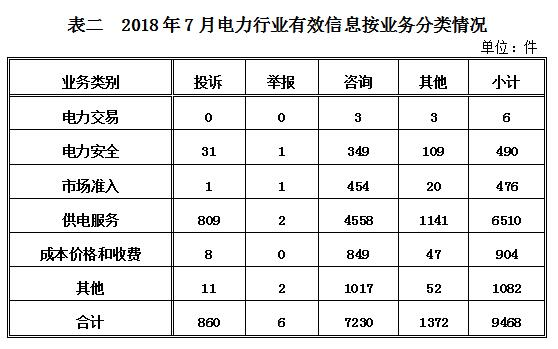 表二 2018年7月电力行业有效信息按业务分类情况
单位：件
业务类别 投诉 举报 咨询 其他 小计
电力交易 0 0 3 3 6
电力安全 31 1 349 109 490
市场准入 1 1 454 20 476
供电服务 809 2 4558 1141 6510
成本价格和收费 8 0 849 47 904
其他 11 2 1017 52 1082
合计 860 6 7230 1372 9468